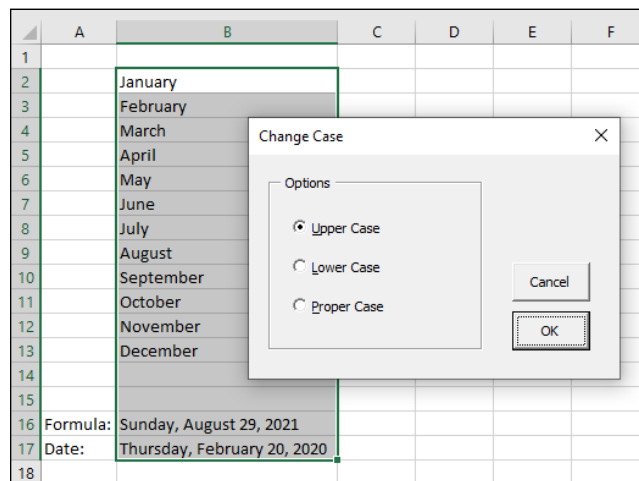 A B C D E F
1
2 January
3 February
4 March
5 April
6 May
7 June
8 July
9 August
10 September
11 October
12 November
13 December
14
15
16 Formula: Sunday, August 29, 2021
17 Date: Thursday, February 20, 2020
18
Change Case
Options
Upper Case
Lower Case
Proper Case
Cancel
OK